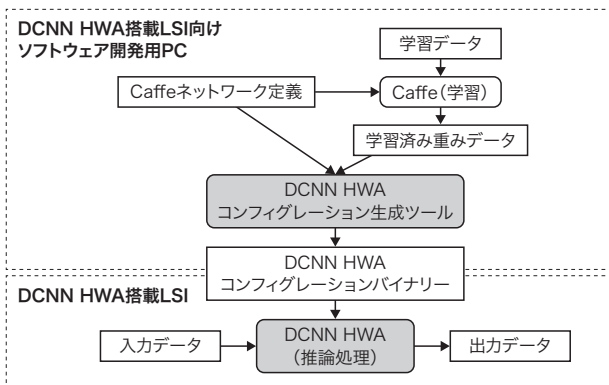 DCNN HWA搭載LSI向け
ソフトウェア開発用PC
学習データ
Caffeネットワーク定義
Caffe（学習）
学習済み重みデータ
DCNN HWA
コンフィグレーション生成ツール
DCNN HWA
コンフィグレーションバイナリー
DCNN HWA搭載LSI
入力データ
DCNN HWA
（推論処理）
出力データ